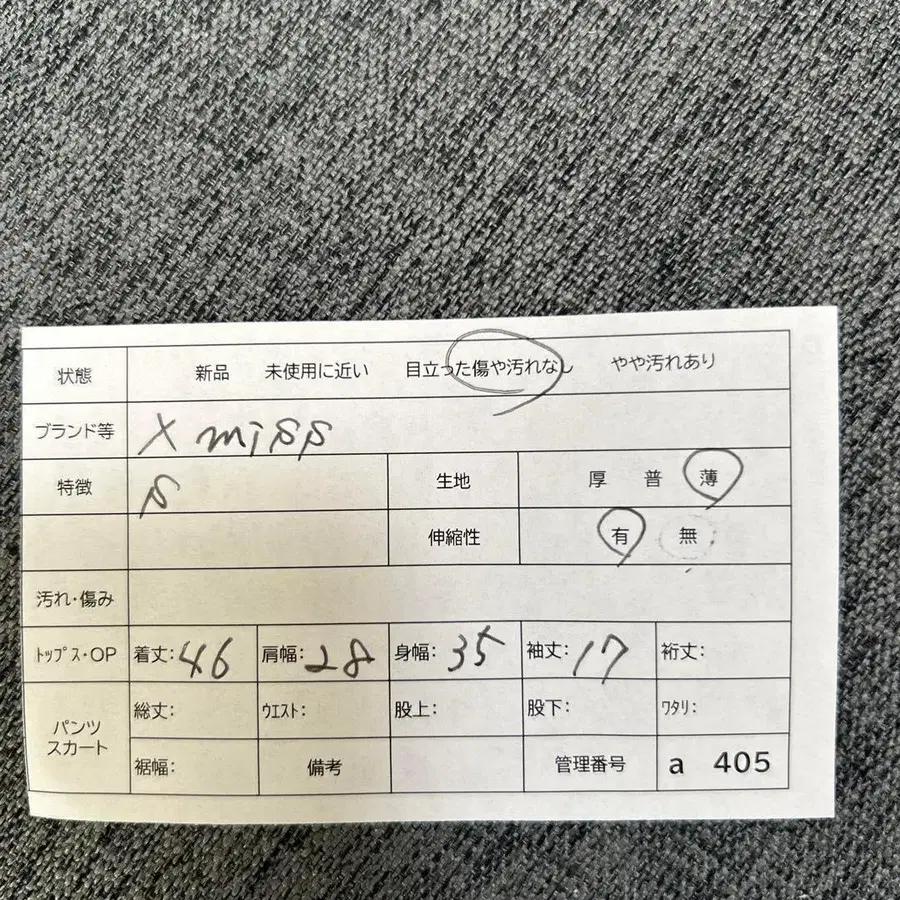 状態 新品 未使用に近い 目立った傷や汚れなし やや汚れあり
ブランド等 X miss
特徴 S 生地 厚 普 薄
伸縮性 有 無
汚れ・傷み
ﾄｯﾌﾟｽ・OP 着丈:46 肩幅:28 身幅:35 袖丈:17 裄丈:
パンツ 総丈: ｳｴｽﾄ: 股上: 股下: ﾜﾀﾘ:
スカート
裾幅: 備考 管理番号 a 405